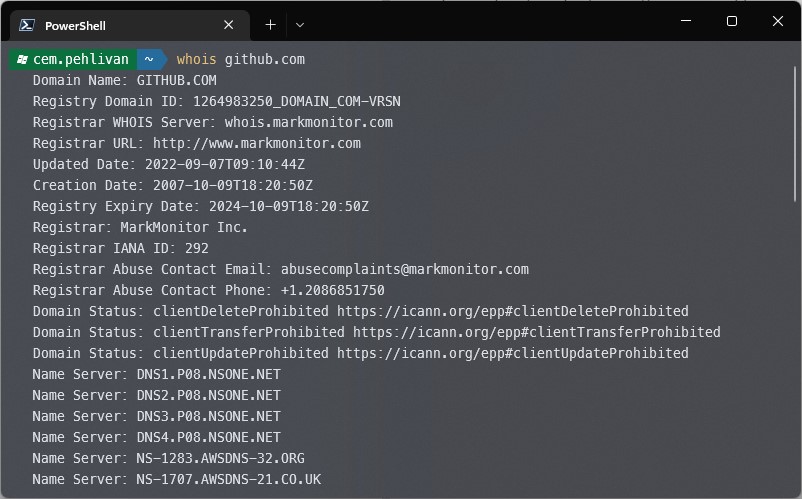 PowerShell
cem.pehlivan ~ whois github.com
Domain Name: GITHUB.COM
Registry Domain ID: 1264983250_DOMAIN_COM-VRSN
Registrar WHOIS Server: whois.markmonitor.com
Registrar URL: http://www.markmonitor.com
Updated Date: 2022-09-07T09:10:44Z
Creation Date: 2007-10-09T18:20:50Z
Registry Expiry Date: 2024-10-09T18:20:50Z
Registrar: MarkMonitor Inc.
Registrar IANA ID: 292
Registrar Abuse Contact Email: abusecomplaints@markmonitor.com
Registrar Abuse Contact Phone: +1.2086851750
Domain Status: clientDeleteProhibited https://icann.org/epp#clientDeleteProhibited
Domain Status: clientTransferProhibited https://icann.org/epp#clientTransferProhibited
Domain Status: clientUpdateProhibited https://icann.org/epp#clientUpdateProhibited
Name Server: DNS1.P08.NSONE.NET
Name Server: DNS2.P08.NSONE.NET
Name Server: DNS3.P08.NSONE.NET
Name Server: DNS4.P08.NSONE.NET
Name Server: NS-1283.AWSDNS-32.ORG
Name Server: NS-1707.AWSDNS-21.CO.UK